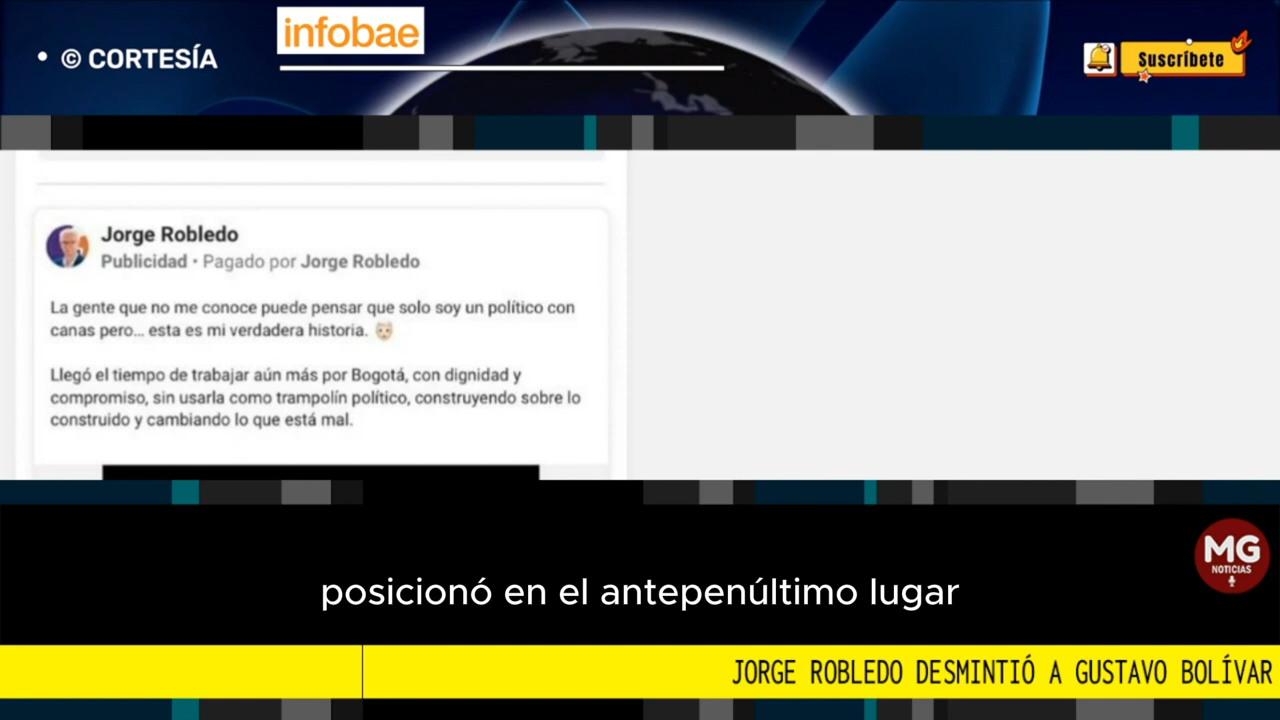 • © CORTESÍA
infobae
Suscríbete
Jorge Robledo
Publicidad • Pagado por Jorge Robledo
La gente que no me conoce puede pensar que solo soy un político con
canas pero... esta es mi verdadera historia.
Llegó el tiempo de trabajar aún más por Bogotá, con dignidad y
compromiso, sin usarla como trampolín político, construyendo sobre lo
construido y cambiando lo que está mal.
MG
NOTICIAS
posicionó en el antepenúltimo lugar
JORGE ROBLEDO DESMINTIÓ A GUSTAVO BOLÍVAR